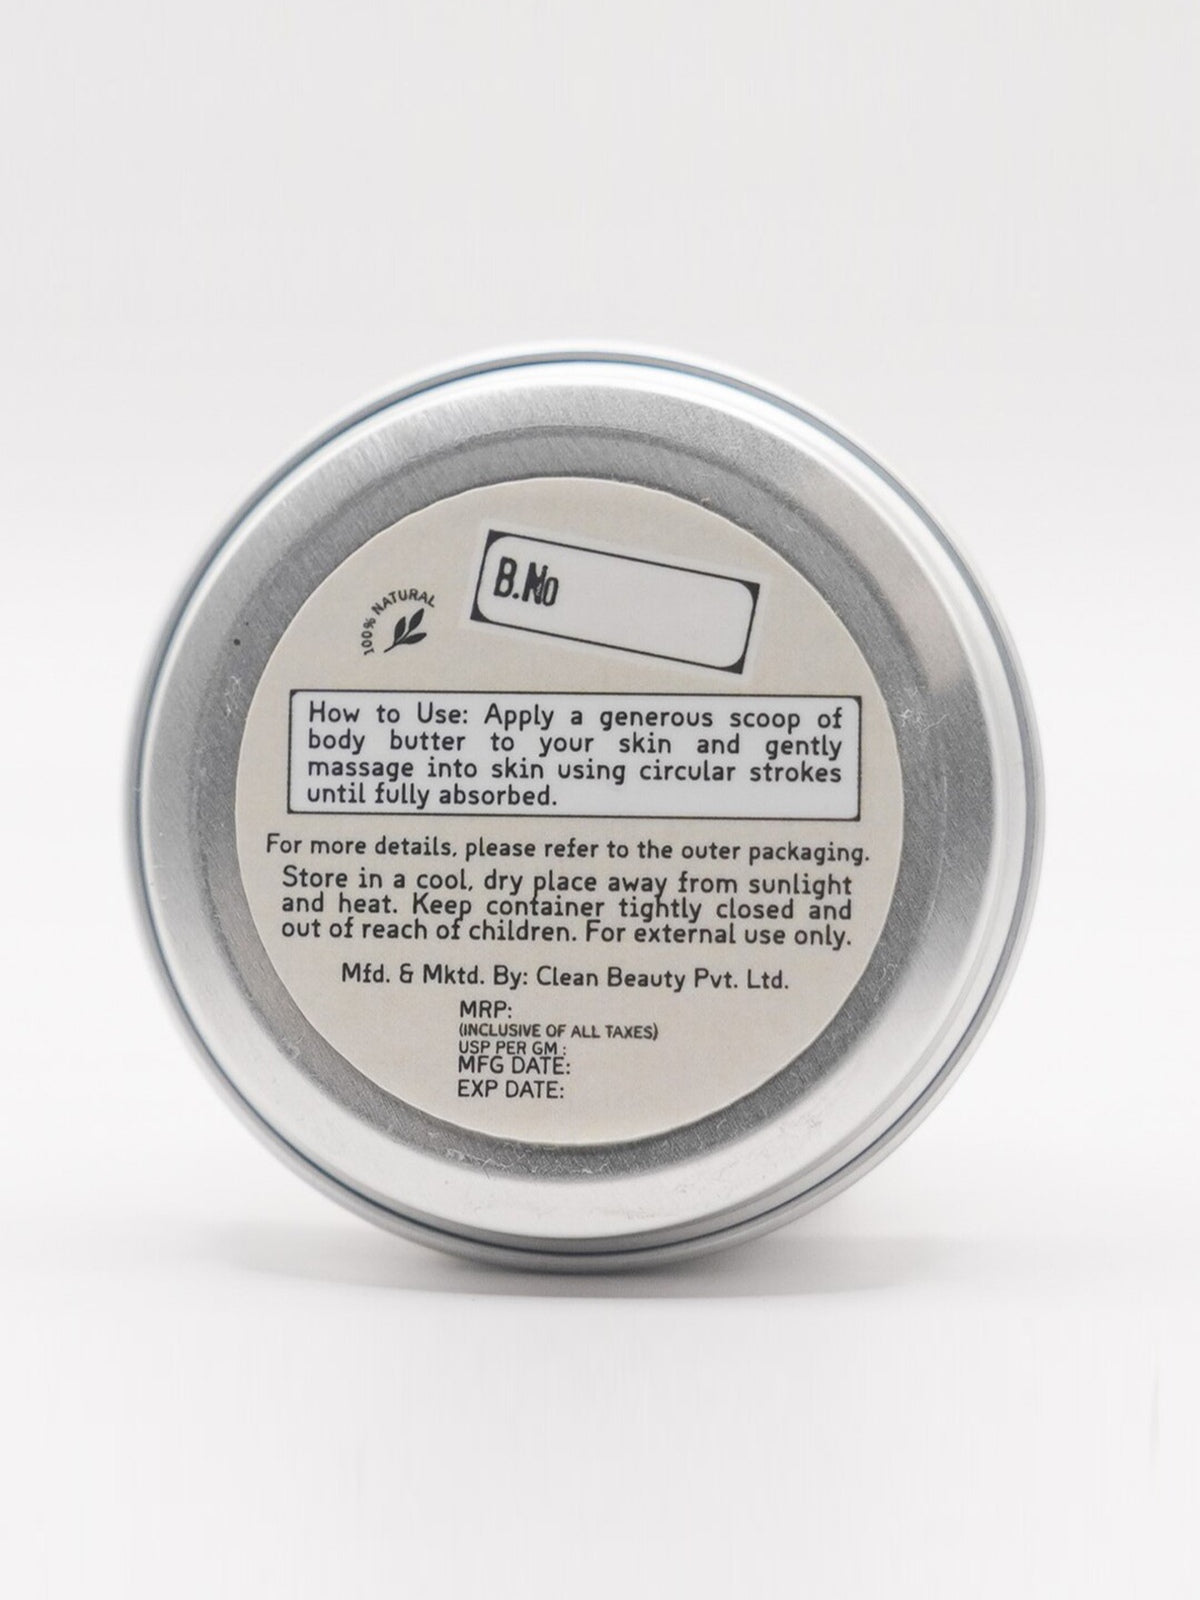 B.No
100% NATURAL
How to Use: Apply a generous scoop of
body butter to your skin and gently
massage into skin using circular strokes
until fully absorbed.
For more details, please refer to the outer packaging.
Store in a cool, dry place away from sunlight
and heat. Keep container tightly closed and
out of reach of children. For external use only.
Mfd. & Mktd. By: Clean Beauty Pvt. Ltd.
MRP:
(INCLUSIVE OF ALL TAXES)
USP PER GM :
MFG DATE:
EXP DATE: